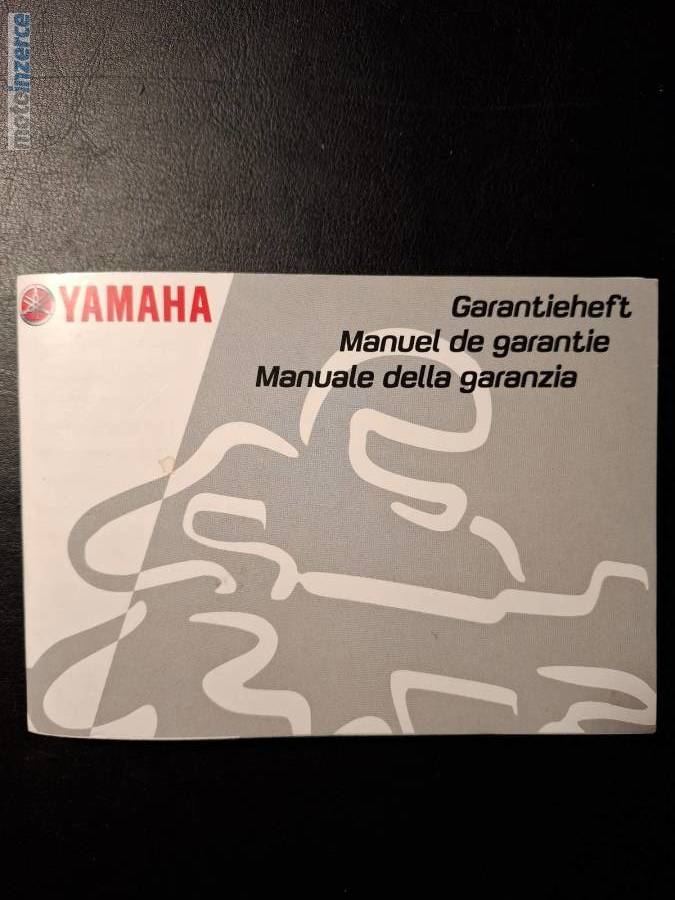 motoinzerce
YAMAHA
Garantieheft
Manuel de garantie
Manuale della garanzia